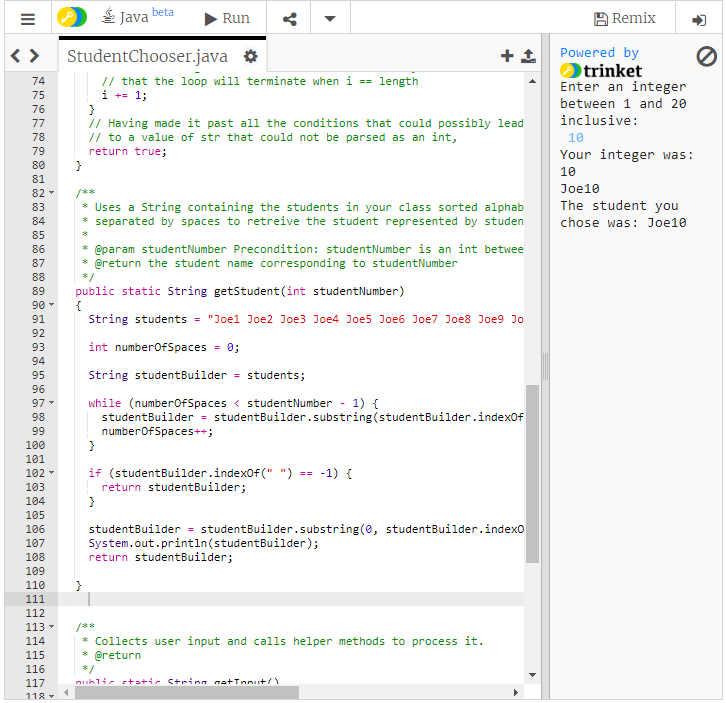 Java beta Run Remix
StudentChooser.java
74 // that the loop will terminate when i == length
75 i += 1;
76 }
77 // Having made it past all the conditions that could possibly lead
78 // to a value of str that could not be parsed as an int,
79 return true;
80 }
81
82 /**
83 * Uses a String containing the students in your class sorted alphab
84 * separated by spaces to retreive the student represented by studen
85 *
86 * @param studentNumber Precondition: studentNumber is an int betwee
87 * @return the student name corresponding to studentNumber
88 */
89 public static String getStudent(int studentNumber)
90 {
91 String students = "Joe1 Joe2 Joe3 Joe4 Joe5 Joe6 Joe7 Joe8 Joe9 Jo
92
93 int numberOfSpaces = 0;
94
95 String studentBuilder = students;
96
97 while (numberOfSpaces < studentNumber - 1) {
98 studentBuilder = studentBuilder.substring(studentBuilder.indexOf
99 numberOfSpaces++;
100 }
101
102 if (studentBuilder.indexOf(" ") == -1) {
103 return studentBuilder;
104 }
105
106 studentBuilder = studentBuilder.substring(0, studentBuilder.indexO
107 System.out.println(studentBuilder);
108 return studentBuilder;
109
110 }
111
112
113 /**
114 * Collects user input and calls helper methods to process it.
115 * @return
116 */
117 public static String getInput()
118
Powered by
trinket
Enter an integer
between 1 and 20
inclusive:
10
Your integer was:
10
Joe10
The student you
chose was: Joe10